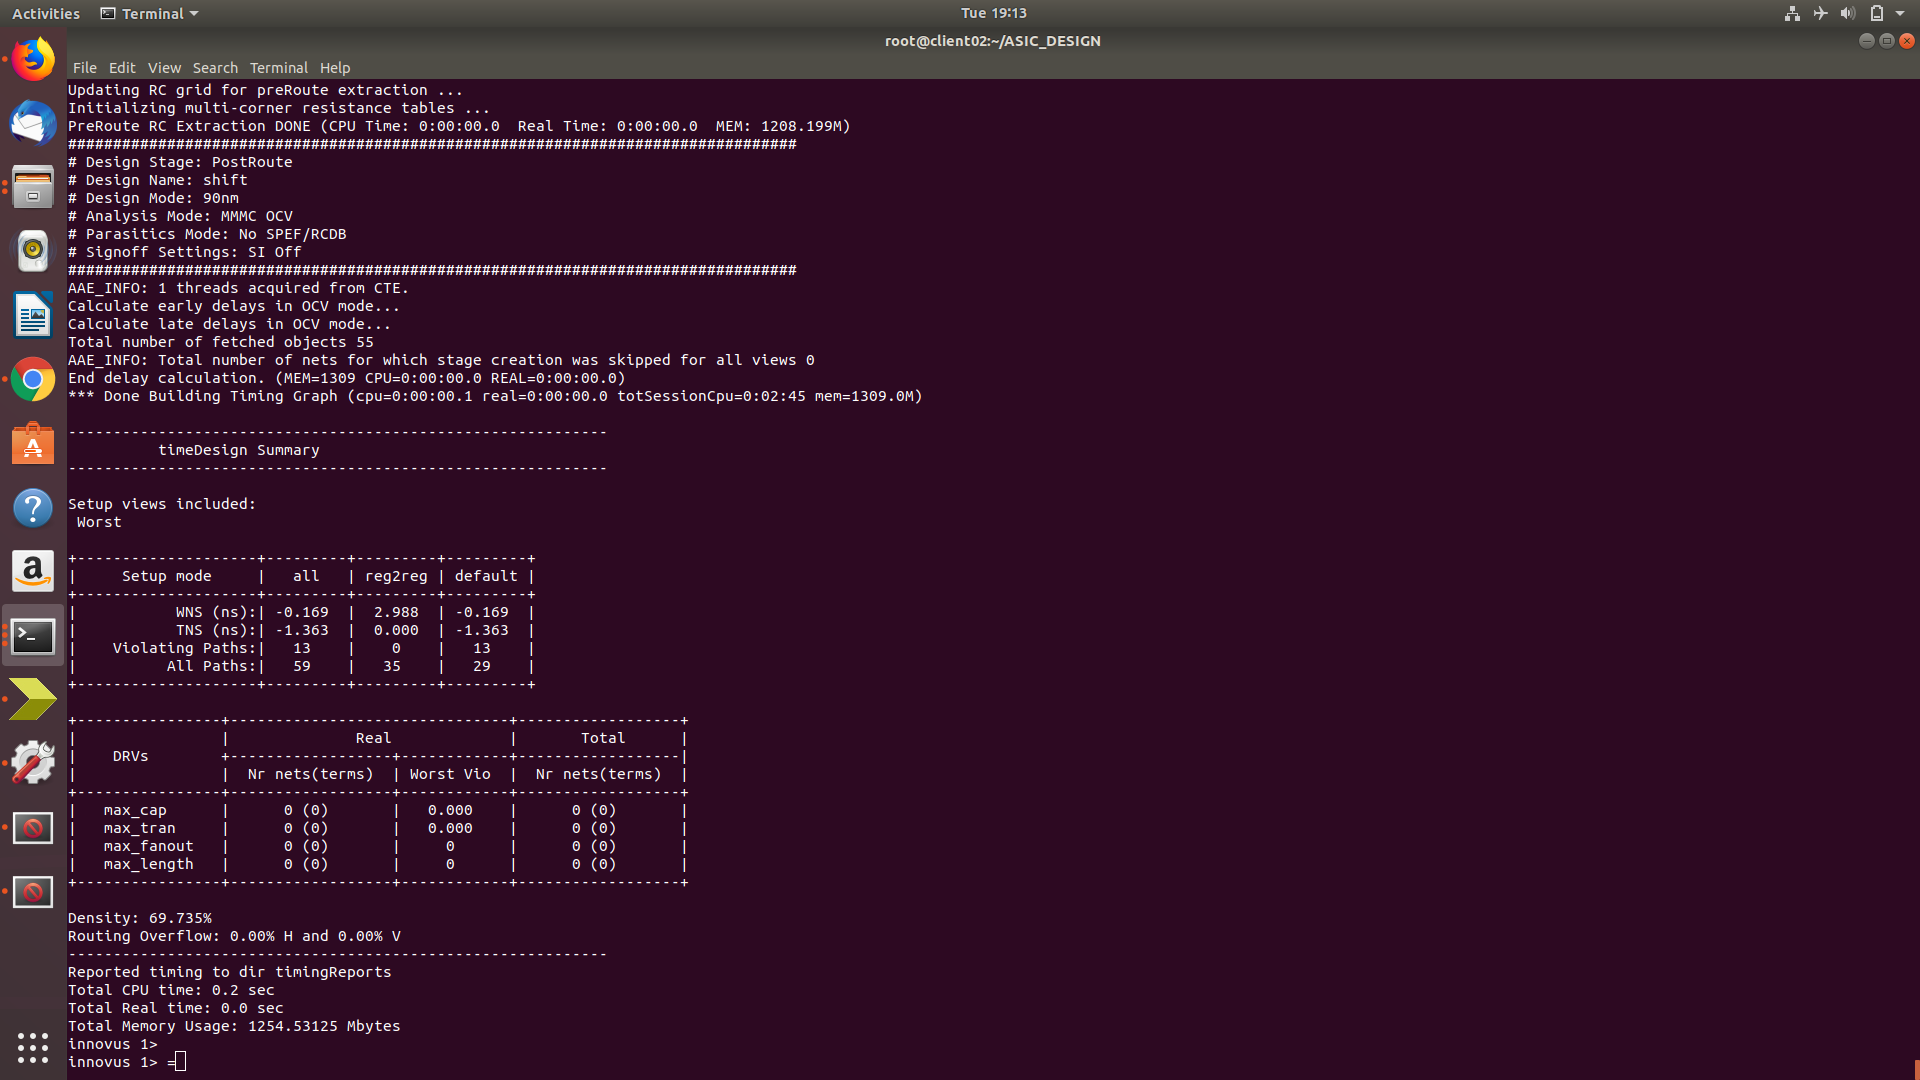 Activities Terminal Tue 19:13
root@client02:~/ASIC_DESIGN
File Edit View Search Terminal Help
Updating RC grid for preRoute extraction ...
Initializing multi-corner resistance tables ...
PreRoute RC Extraction DONE (CPU Time: 0:00:00.0  Real Time: 0:00:00.0  MEM: 1208.199M)
#################################################################################
# Design Stage: PostRoute
# Design Name: shift
# Design Mode: 90nm
# Analysis Mode: MMMC OCV
# Parasitics Mode: No SPEF/RCDB
# Signoff Settings: SI Off
#################################################################################
AAE_INFO: 1 threads acquired from CTE.
Calculate early delays in OCV mode...
Calculate late delays in OCV mode...
Total number of fetched objects 55
AAE_INFO: Total number of nets for which stage creation was skipped for all views 0
End delay calculation. (MEM=1309 CPU=0:00:00.0 REAL=0:00:00.0)
*** Done Building Timing Graph (cpu=0:00:00.1 real=0:00:00.0 totSessionCpu=0:02:45 mem=1309.0M)
------------------------------------------------------------
          timeDesign Summary
------------------------------------------------------------
Setup views included:
 Worst
+--------------------+---------+---------+---------+
|     Setup mode     |   all   | reg2reg | default |
+--------------------+---------+---------+---------+
|           WNS (ns):| -0.169  |  2.988  | -0.169  |
|           TNS (ns):| -1.363  |  0.000  | -1.363  |
|    Violating Paths:|   13    |    0    |   13    |
|          All Paths:|   59    |   35    |   29    |
+--------------------+---------+---------+---------+
+----------------+-------------------------------+------------------+
|                |              Real             |       Total      |
|    DRVs        +------------------+------------+------------------|
|                |  Nr nets(terms)  | Worst Vio  |  Nr nets(terms)  |
+----------------+------------------+------------+------------------+
|   max_cap      |      0 (0)       |   0.000    |      0 (0)       |
|   max_tran     |      0 (0)       |   0.000    |      0 (0)       |
|   max_fanout   |      0 (0)       |     0      |      0 (0)       |
|   max_length   |      0 (0)       |     0      |      0 (0)       |
+----------------+------------------+------------+------------------+
Density: 69.735%
Routing Overflow: 0.00% H and 0.00% V
------------------------------------------------------------
Reported timing to dir timingReports
Total CPU time: 0.2 sec
Total Real time: 0.0 sec
Total Memory Usage: 1254.53125 Mbytes
innovus 1>
innovus 1> =